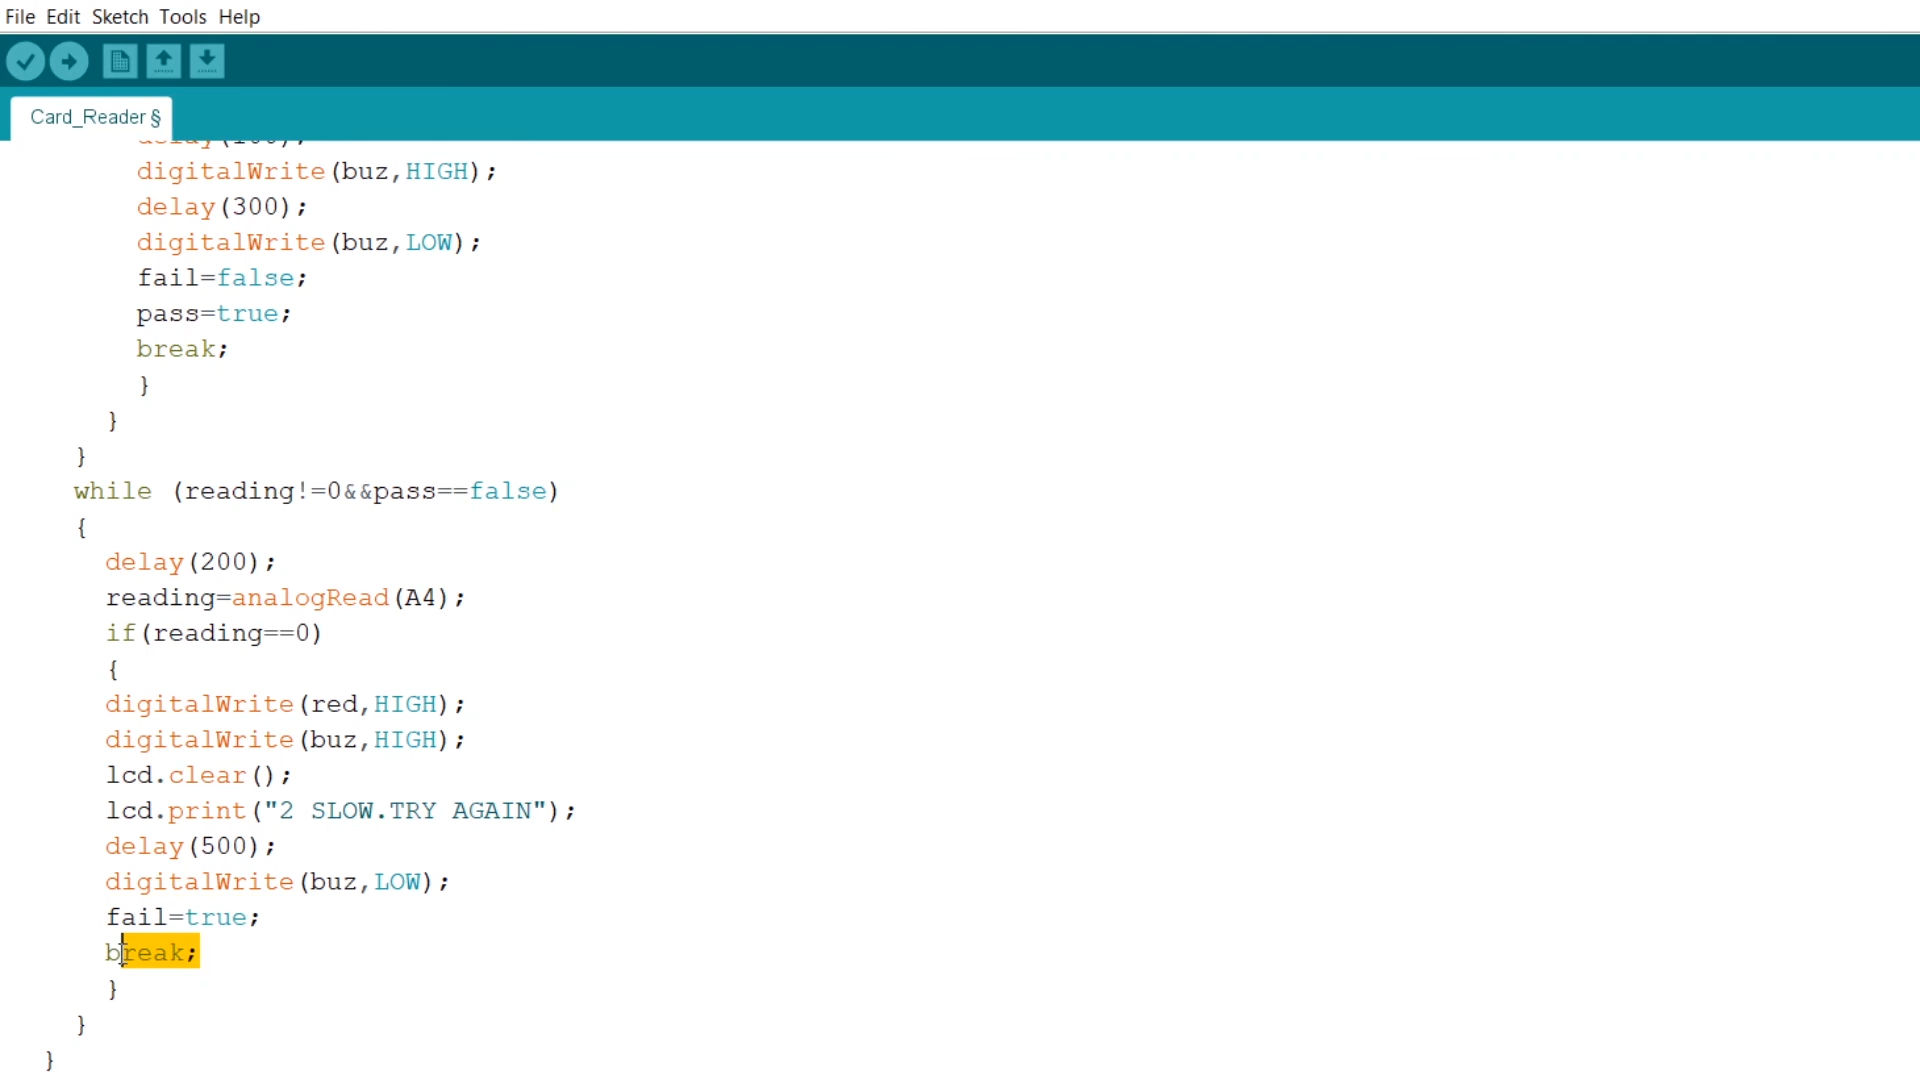 File Edit Sketch Tools Help
Card_Reader §
delay(100);
digitalWrite(buz,HIGH);
delay(300);
digitalWrite(buz,LOW);
fail=false;
pass=true;
break;
}
}
}
while (reading!=0&&pass==false)
{
delay(200);
reading=analogRead(A4);
if(reading==0)
{
digitalWrite(red,HIGH);
digitalWrite(buz,HIGH);
lcd.clear();
lcd.print("2 SLOW.TRY AGAIN");
delay(500);
digitalWrite(buz,LOW);
fail=true;
break;
}
}
}